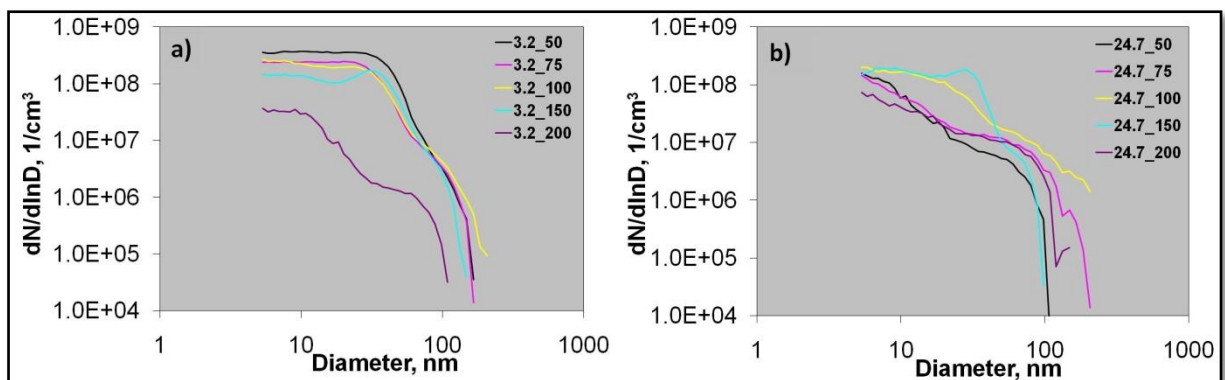 a)
dN/dlnD, 1/cm³
1.0E+09
1.0E+08
1.0E+07
1.0E+06
1.0E+05
1.0E+04
3.2_50
3.2_75
3.2_100
3.2_150
3.2_200
1 10 100 1000
Diameter, nm
b)
dN/dlnD, 1/cm³
1.0E+09
1.0E+08
1.0E+07
1.0E+06
1.0E+05
1.0E+04
24.7_50
24.7_75
24.7_100
24.7_150
24.7_200
1 10 100 1000
Diameter, nm